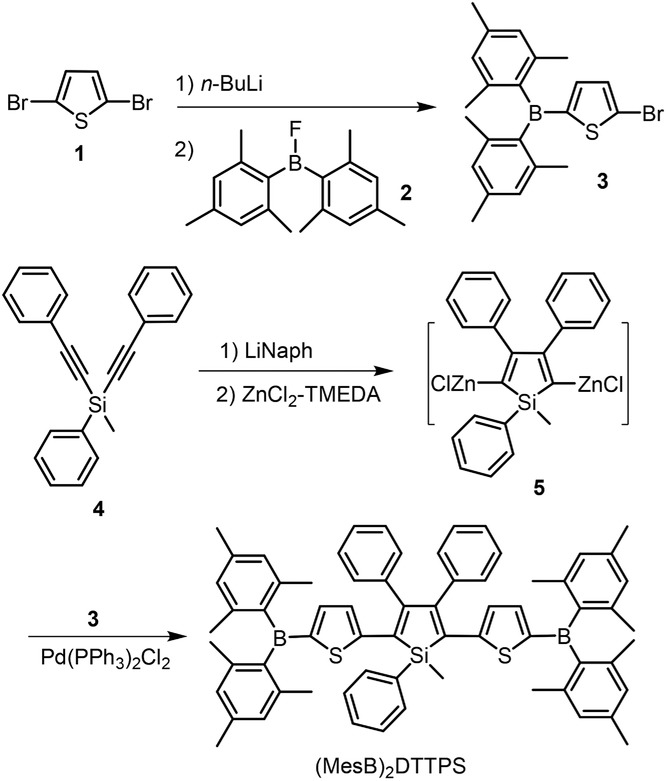 Br S Br
1
1) n-BuLi
2)
F
B
2
B S Br
3
Si
4
1) LiNaph
2) ZnCl2-TMEDA
ClZn Si ZnCl
5
3
Pd(PPh3)2Cl2
B S Si S B
(MesB)2DTTPS